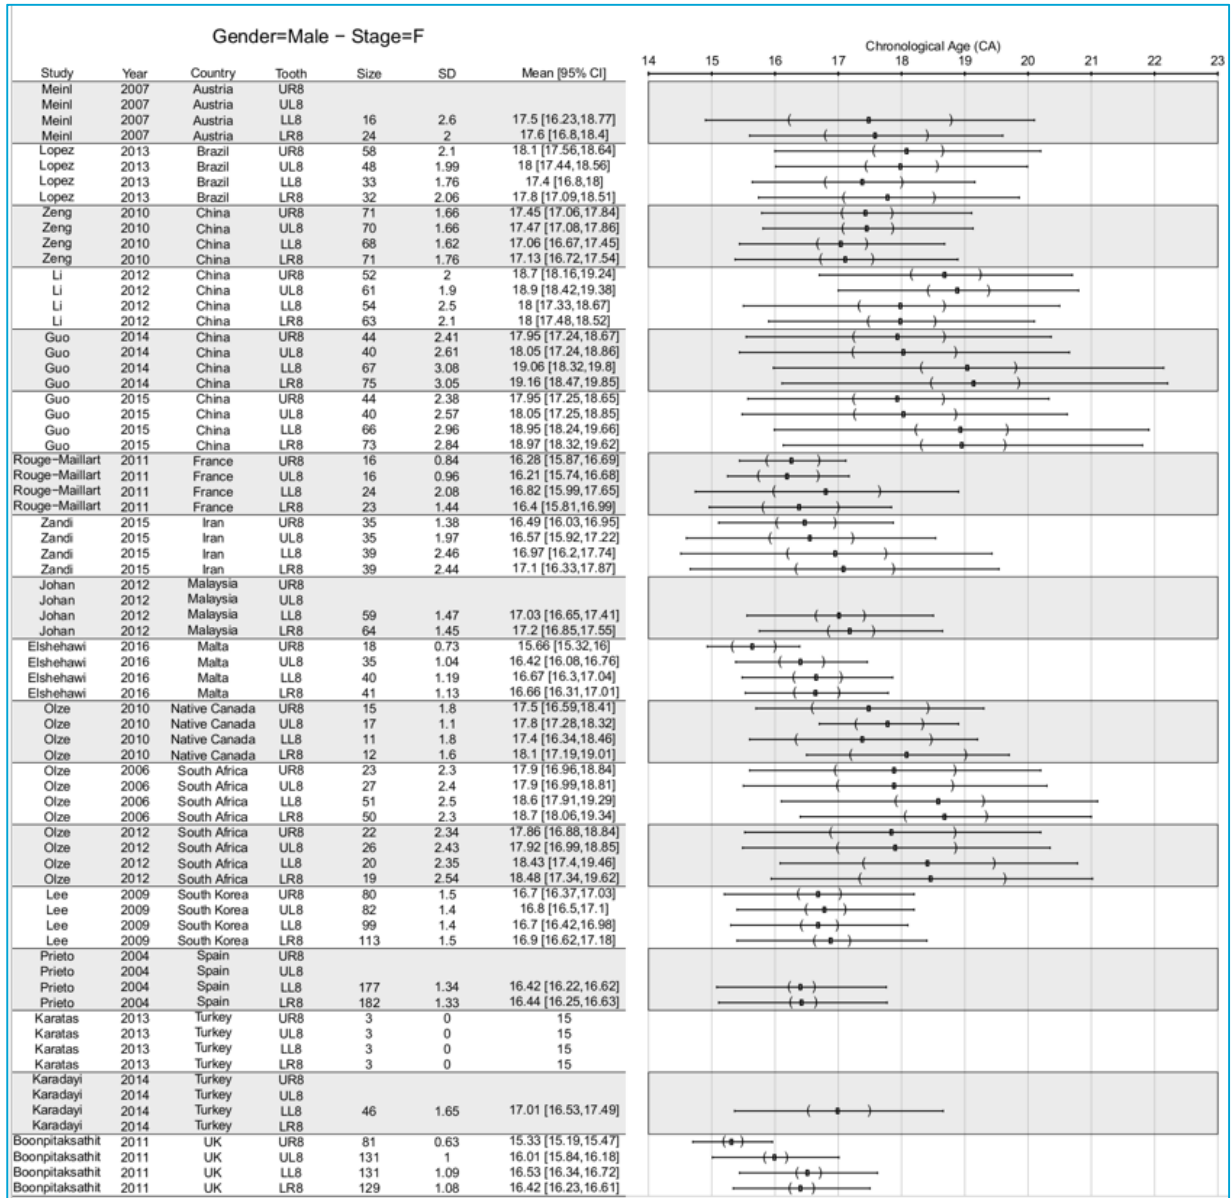 Gender=Male − Stage=F
Chronological Age (CA)
Study Year Country Tooth Size SD Mean [95% CI] 14 15 16 17 18 19 20 21 22 23
Meinl 2007 Austria UR8
Meinl 2007 Austria UL8
Meinl 2007 Austria LL8 16 2.6 17.5 [16.23,18.77]
Meinl 2007 Austria LR8 24 2 17.6 [16.8,18.4]
Lopez 2013 Brazil UR8 58 2.1 18.1 [17.56,18.64]
Lopez 2013 Brazil UL8 48 1.99 18 [17.44,18.56]
Lopez 2013 Brazil LL8 33 1.76 17.4 [16.8,18]
Lopez 2013 Brazil LR8 32 2.06 17.8 [17.09,18.51]
Zeng 2010 China UR8 71 1.66 17.45 [17.06,17.84]
Zeng 2010 China UL8 70 1.66 17.47 [17.08,17.86]
Zeng 2010 China LL8 68 1.62 17.06 [16.67,17.45]
Zeng 2010 China LR8 71 1.76 17.13 [16.72,17.54]
Li 2012 China UR8 52 2 18.7 [18.16,19.24]
Li 2012 China UL8 61 1.9 18.9 [18.42,19.38]
Li 2012 China LL8 54 2.5 18 [17.33,18.67]
Li 2012 China LR8 63 2.1 18 [17.48,18.52]
Guo 2014 China UR8 44 2.41 17.95 [17.24,18.67]
Guo 2014 China UL8 40 2.61 18.05 [17.24,18.86]
Guo 2014 China LL8 67 3.08 19.06 [18.32,19.8]
Guo 2014 China LR8 75 3.05 19.16 [18.47,19.85]
Guo 2015 China UR8 44 2.38 17.95 [17.25,18.65]
Guo 2015 China UL8 40 2.57 18.05 [17.25,18.85]
Guo 2015 China LL8 66 2.96 18.95 [18.24,19.66]
Guo 2015 China LR8 73 2.84 18.97 [18.32,19.62]
Rouge−Maillart 2011 France UR8 16 0.84 16.28 [15.87,16.69]
Rouge−Maillart 2011 France UL8 16 0.96 16.21 [15.74,16.68]
Rouge−Maillart 2011 France LL8 24 2.08 16.82 [15.99,17.65]
Rouge−Maillart 2011 France LR8 23 1.44 16.4 [15.81,16.99]
Zandi 2015 Iran UR8 35 1.38 16.49 [16.03,16.95]
Zandi 2015 Iran UL8 35 1.97 16.57 [15.92,17.22]
Zandi 2015 Iran LL8 39 2.46 16.97 [16.2,17.74]
Zandi 2015 Iran LR8 39 2.44 17.1 [16.33,17.87]
Johan 2012 Malaysia UR8
Johan 2012 Malaysia UL8
Johan 2012 Malaysia LL8 59 1.47 17.03 [16.65,17.41]
Johan 2012 Malaysia LR8 64 1.45 17.2 [16.85,17.55]
Elshehawi 2016 Malta UR8 18 0.73 15.66 [15.32,16]
Elshehawi 2016 Malta UL8 35 1.04 16.42 [16.08,16.76]
Elshehawi 2016 Malta LL8 40 1.19 16.67 [16.3,17.04]
Elshehawi 2016 Malta LR8 41 1.13 16.66 [16.31,17.01]
Olze 2010 Native Canada UR8 15 1.8 17.5 [16.59,18.41]
Olze 2010 Native Canada UL8 17 1.1 17.8 [17.28,18.32]
Olze 2010 Native Canada LL8 11 1.8 17.4 [16.34,18.46]
Olze 2010 Native Canada LR8 12 1.6 18.1 [17.19,19.01]
Olze 2006 South Africa UR8 23 2.3 17.9 [16.96,18.84]
Olze 2006 South Africa UL8 27 2.4 17.9 [16.99,18.81]
Olze 2006 South Africa LL8 51 2.5 18.6 [17.91,19.29]
Olze 2006 South Africa LR8 50 2.3 18.7 [18.06,19.34]
Olze 2012 South Africa UR8 22 2.34 17.86 [16.88,18.84]
Olze 2012 South Africa UL8 26 2.43 17.92 [16.99,18.85]
Olze 2012 South Africa LL8 20 2.35 18.43 [17.4,19.46]
Olze 2012 South Africa LR8 19 2.54 18.48 [17.34,19.62]
Lee 2009 South Korea UR8 80 1.5 16.7 [16.37,17.03]
Lee 2009 South Korea UL8 82 1.4 16.8 [16.5,17.1]
Lee 2009 South Korea LL8 99 1.4 16.7 [16.42,16.98]
Lee 2009 South Korea LR8 113 1.5 16.9 [16.62,17.18]
Prieto 2004 Spain UR8
Prieto 2004 Spain UL8
Prieto 2004 Spain LL8 177 1.34 16.42 [16.22,16.62]
Prieto 2004 Spain LR8 182 1.33 16.44 [16.25,16.63]
Karatas 2013 Turkey UR8 3 0 15
Karatas 2013 Turkey UL8 3 0 15
Karatas 2013 Turkey LL8 3 0 15
Karatas 2013 Turkey LR8 3 0 15
Karadayi 2014 Turkey UR8
Karadayi 2014 Turkey UL8
Karadayi 2014 Turkey LL8 46 1.65 17.01 [16.53,17.49]
Karadayi 2014 Turkey LR8
Boonpitaksathit 2011 UK UR8 81 0.63 15.33 [15.19,15.47]
Boonpitaksathit 2011 UK UL8 131 1 16.01 [15.84,16.18]
Boonpitaksathit 2011 UK LL8 131 1.09 16.53 [16.34,16.72]
Boonpitaksathit 2011 UK LR8 129 1.08 16.42 [16.23,16.61]